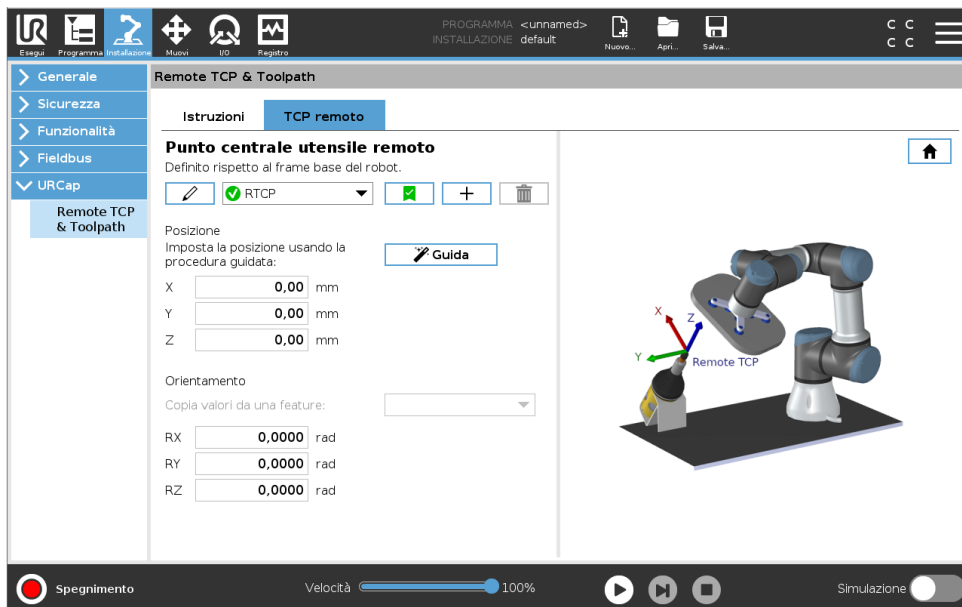 PROGRAMMA <unnamed>
INSTALLAZIONE default
UR
Esegui
Programma
Installazione
Muovi
I/O
Registro
Nuovo...
Apri...
Salva...
C C
C C
Generale
Sicurezza
Funzionalità
Fieldbus
URCap
Remote TCP
& Toolpath
Remote TCP & Toolpath
Istruzioni
TCP remoto
Punto centrale utensile remoto
Definito rispetto al frame base del robot.
RTCP
Posizione
Imposta la posizione usando la
procedura guidata:
Guida
X 0,00 mm
Y 0,00 mm
Z 0,00 mm
Orientamento
Copia valori da una feature:
RX 0,0000 rad
RY 0,0000 rad
RZ 0,0000 rad
X
Z
Y
Remote TCP
Spegnimento
Velocità
100%
Simulazione